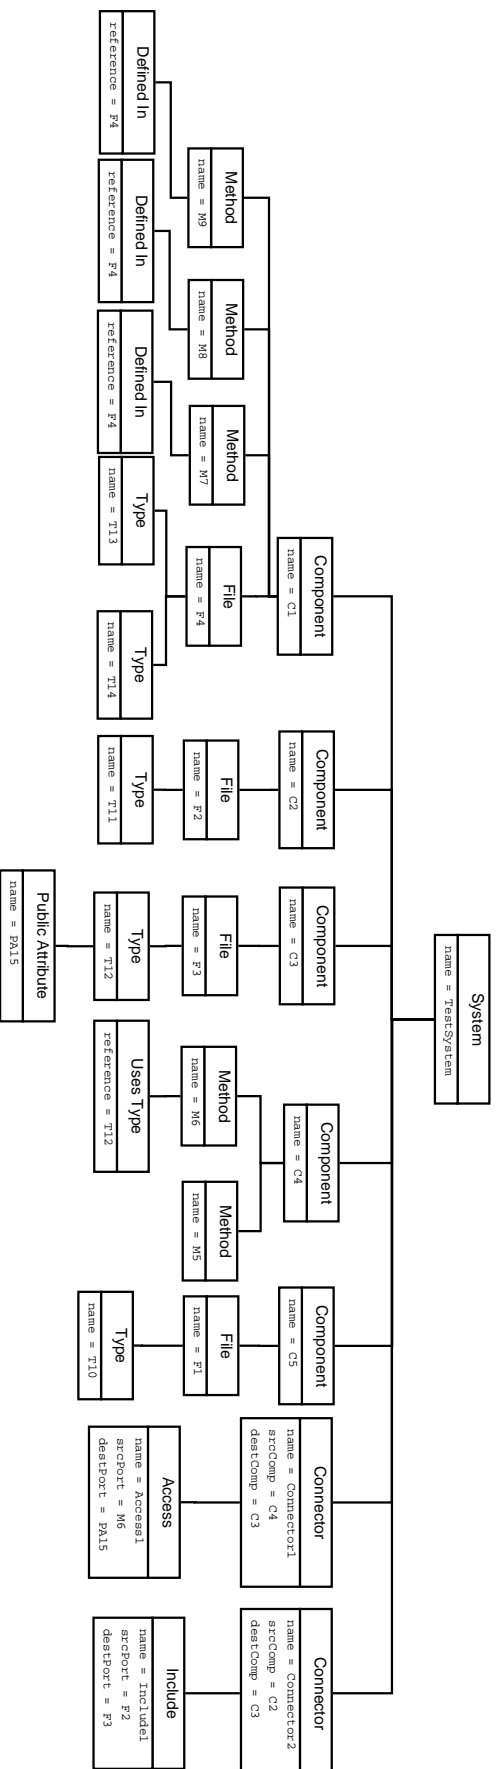 System
name = TestSystem
Component
name = C1
Component
name = C2
Component
name = C3
Component
name = C4
Component
name = C5
Connector
name = Connector1
srcComp = C4
destComp = C3
Connector
name = Connector2
srcComp = C2
destComp = C3
Method
name = M9
Method
name = M8
Method
name = M7
File
name = F4
File
name = F2
File
name = F3
Method
name = M6
Method
name = M5
File
name = F1
Access
name = Access1
srcPort = M6
destPort = PA15
Include
name = Include1
srcPort = F2
destPort = F3
Defined In
reference = F4
Defined In
reference = F4
Defined In
reference = F4
Type
name = T13
Type
name = T14
Type
name = T11
Type
name = T12
Uses Type
reference = T12
Type
name = T10
Public Attribute
name = PA15